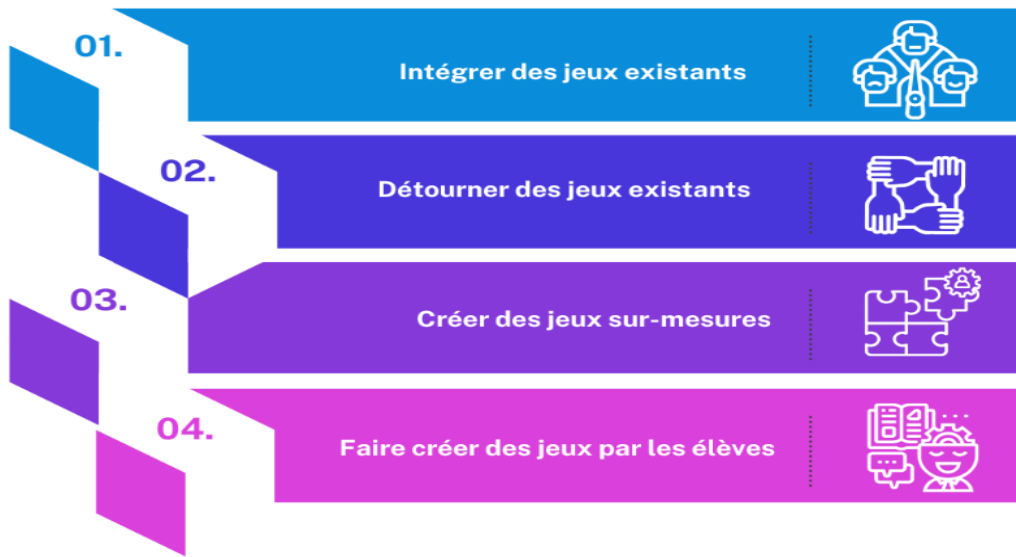 01.
Intégrer des jeux existants
02.
Détourner des jeux existants
03.
Créer des jeux sur-mesures
04.
Faire créer des jeux par les élèves